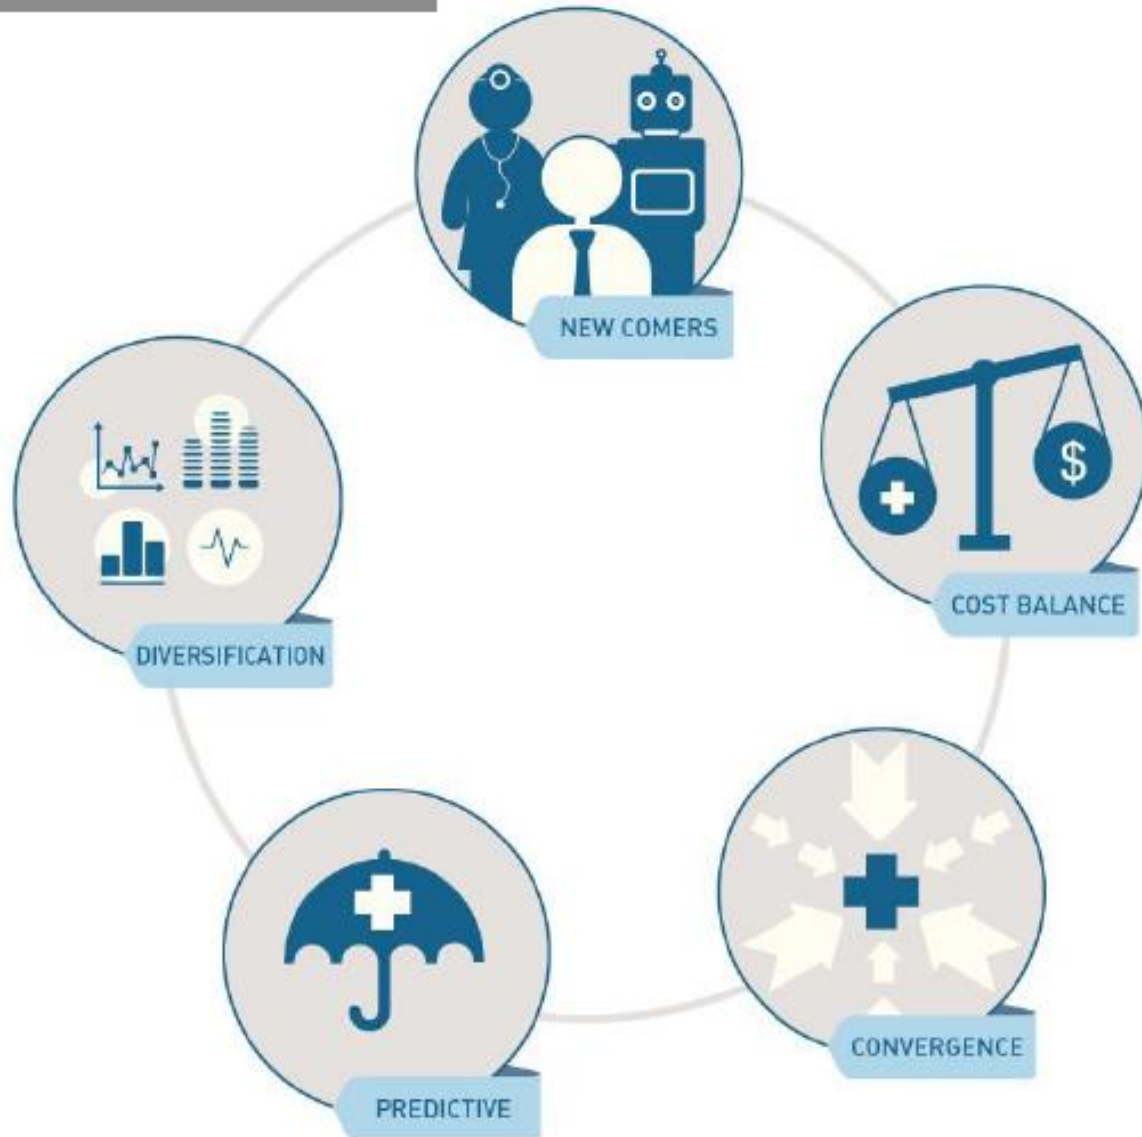 NEW COMERS
$
COST BALANCE
DIVERSIFICATION
CONVERGENCE
PREDICTIVE